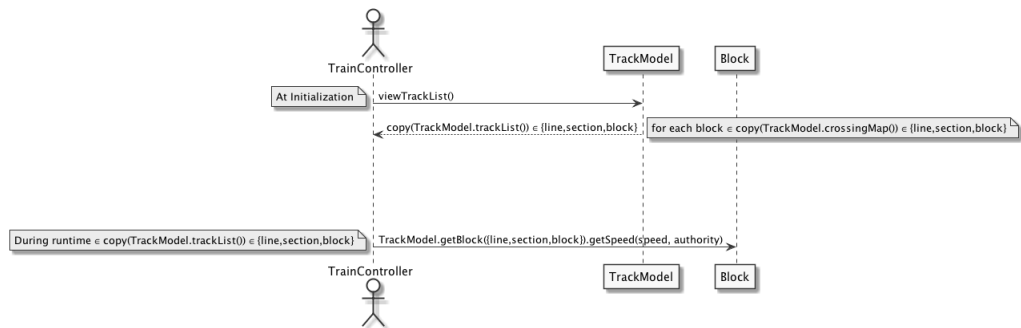 TrainController
TrackModel
Block
At Initialization
viewTrackList()
copy(TrackModel.trackList()) ∈ {line,section,block}
for each block ∈ copy(TrackModel.crossingMap()) ∈ {line,section,block}
During runtime ∈ copy(TrackModel.trackList()) ∈ {line,section,block}
TrackModel.getBlock({line,section,block}).getSpeed(speed, authority)
TrainController
TrackModel
Block